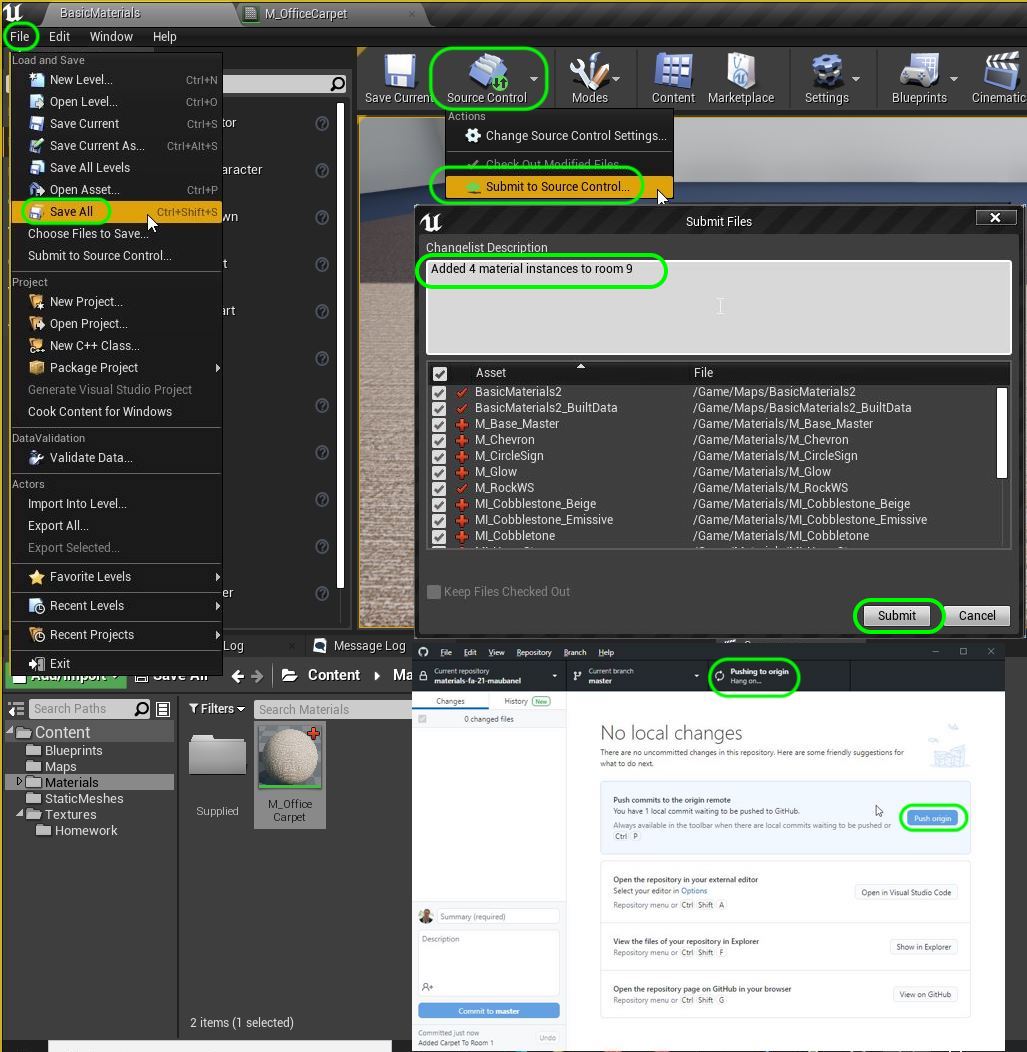 BasicMaterials
M_OfficeCarpet
File Edit Window Help
Load and Save
New Level... Ctrl+N
Open Level... Ctrl+O
Save Current Ctrl+S
Save Current As... Ctrl+Alt+S
Save All Levels
Open Asset... Ctrl+P
Save All Ctrl+Shift+S
Choose Files to Save...
Submit to Source Control...
Project
New Project...
Open Project...
New C++ Class...
Package Project
Generate Visual Studio Project
Cook Content for Windows
DataValidation
Validate Data...
Actors
Import Into Level...
Export All...
Export Selected...
Favorite Levels
Recent Levels
Recent Projects
Exit
Save Current
Source Control
Modes
Content
Marketplace
Settings
Blueprints
Cinematic
Actions
Change Source Control Settings...
Check Out Modified Files
Submit to Source Control...
Submit Files
Changelist Description
Added 4 material instances to room 9
Asset File
BasicMaterials2 /Game/Maps/BasicMaterials2
BasicMaterials2_BuiltData /Game/Maps/BasicMaterials2_BuiltData
M_Base_Master /Game/Materials/M_Base_Master
M_Chevron /Game/Materials/M_Chevron
M_CircleSign /Game/Materials/M_CircleSign
M_Glow /Game/Materials/M_Glow
M_RockWS /Game/Materials/M_RockWS
MI_Cobblestone_Beige /Game/Materials/MI_Cobblestone_Beige
MI_Cobblestone_Emissive /Game/Materials/MI_Cobblestone_Emissive
MI_Cobbletone /Game/Materials/MI_Cobbletone
Keep Files Checked Out
Submit Cancel
Log
Message Log
Add/Import
Save All
Content
Ma
Search Paths
Filters
Search Materials
Content
Blueprints
Maps
Materials
StaticMeshes
Textures
Homework
Supplied
M_Office
Carpet
2 items (1 selected)
File Edit View Repository Branch Help
Current repository
materials-fa-21-maubanel
Current branch
master
Pushing to origin
Hang on...
Changes History New
0 changed files
No local changes
There are no uncommitted changes in this repository. Here are some friendly suggestions for
what to do next.
Push commits to the origin remote
You have 1 local commit waiting to be pushed to GitHub.
Always available in the toolbar when there are local commits waiting to be pushed or
Ctrl P
Push origin
Open the repository in your external editor
Select your editor in Options
Repository menu or Ctrl Shift A
Open in Visual Studio Code
View the files of your repository in Explorer
Repository menu or Ctrl Shift F
Show in Explorer
Open the repository page on GitHub in your browser
Repository menu or Ctrl Shift G
View on GitHub
Summary (required)
Description
Commit to master
Committed just now
Added Carpet To Room 1
Undo